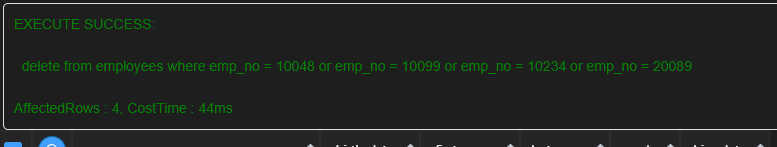 EXECUTE SUCCESS:
delete from employees where emp_no = 10048 or emp_no = 10099 or emp_no = 10234 or emp_no = 20089
AffectedRows : 4, CostTime : 44ms